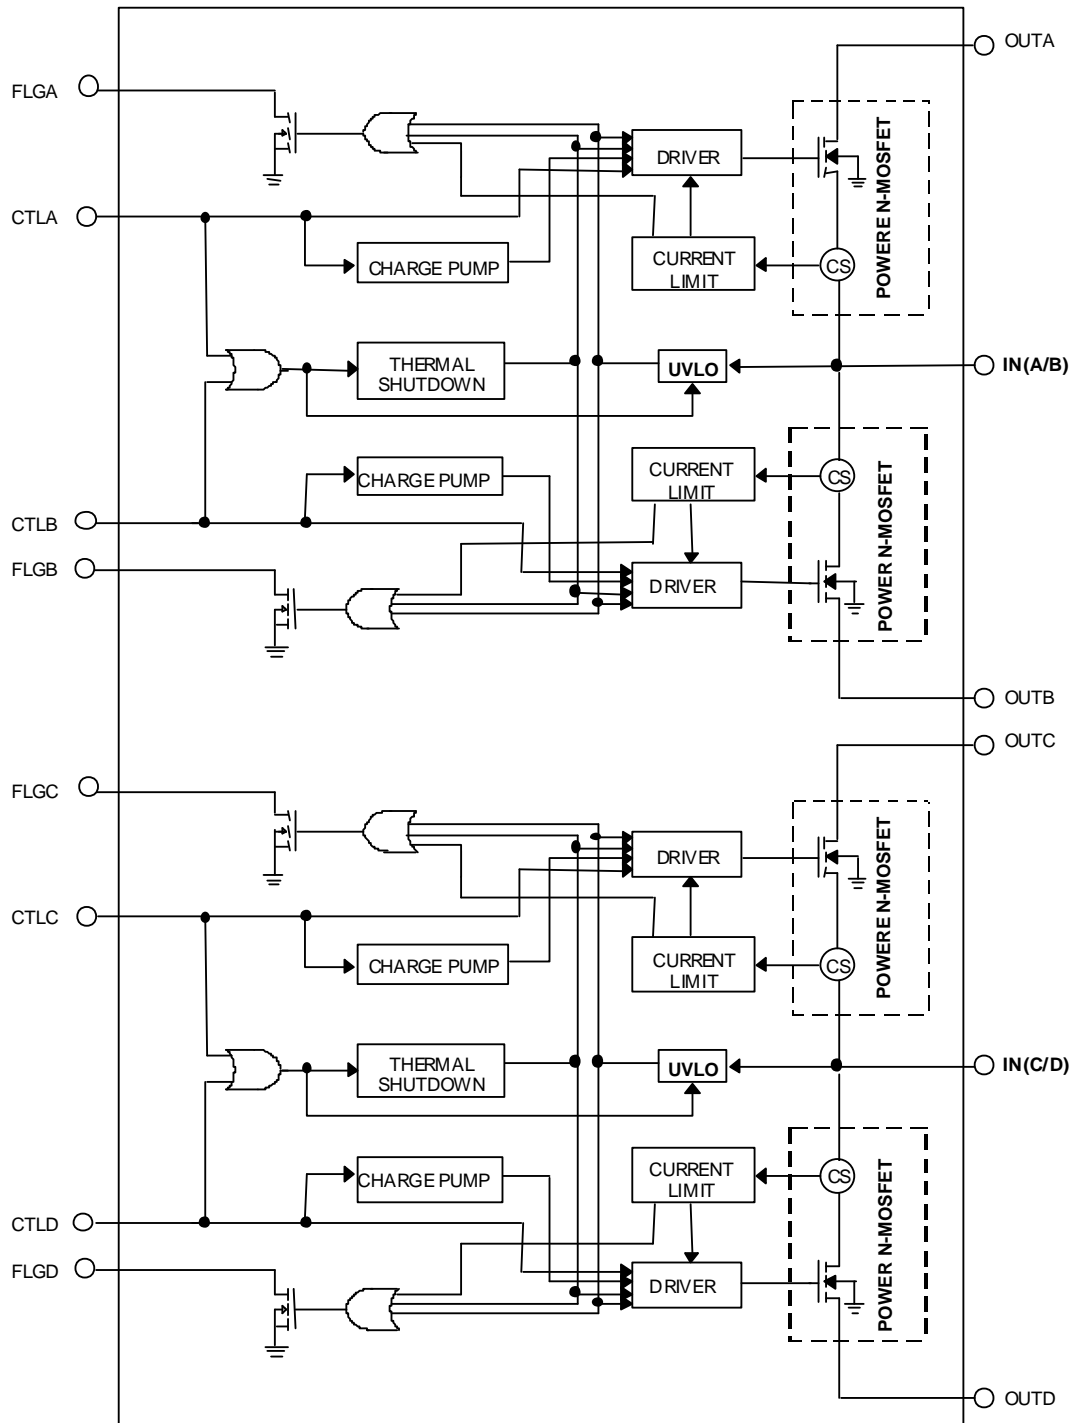 OUTA
FLGA
DRIVER
POWERE N-MOSFET
CTLA
CHARGE PUMP
CURRENT
LIMIT
CS
THERMAL
SHUTDOWN
UVLO
IN(A/B)
CHARGE PUMP
CURRENT
LIMIT
CS
POWER N-MOSFET
CTLB
FLGB
DRIVER
OUTB
OUTC
FLGC
DRIVER
POWERE N-MOSFET
CTLC
CHARGE PUMP
CURRENT
LIMIT
CS
THERMAL
SHUTDOWN
UVLO
IN(C/D)
CHARGE PUMP
CURRENT
LIMIT
CS
POWER N-MOSFET
CTLD
FLGD
DRIVER
OUTD